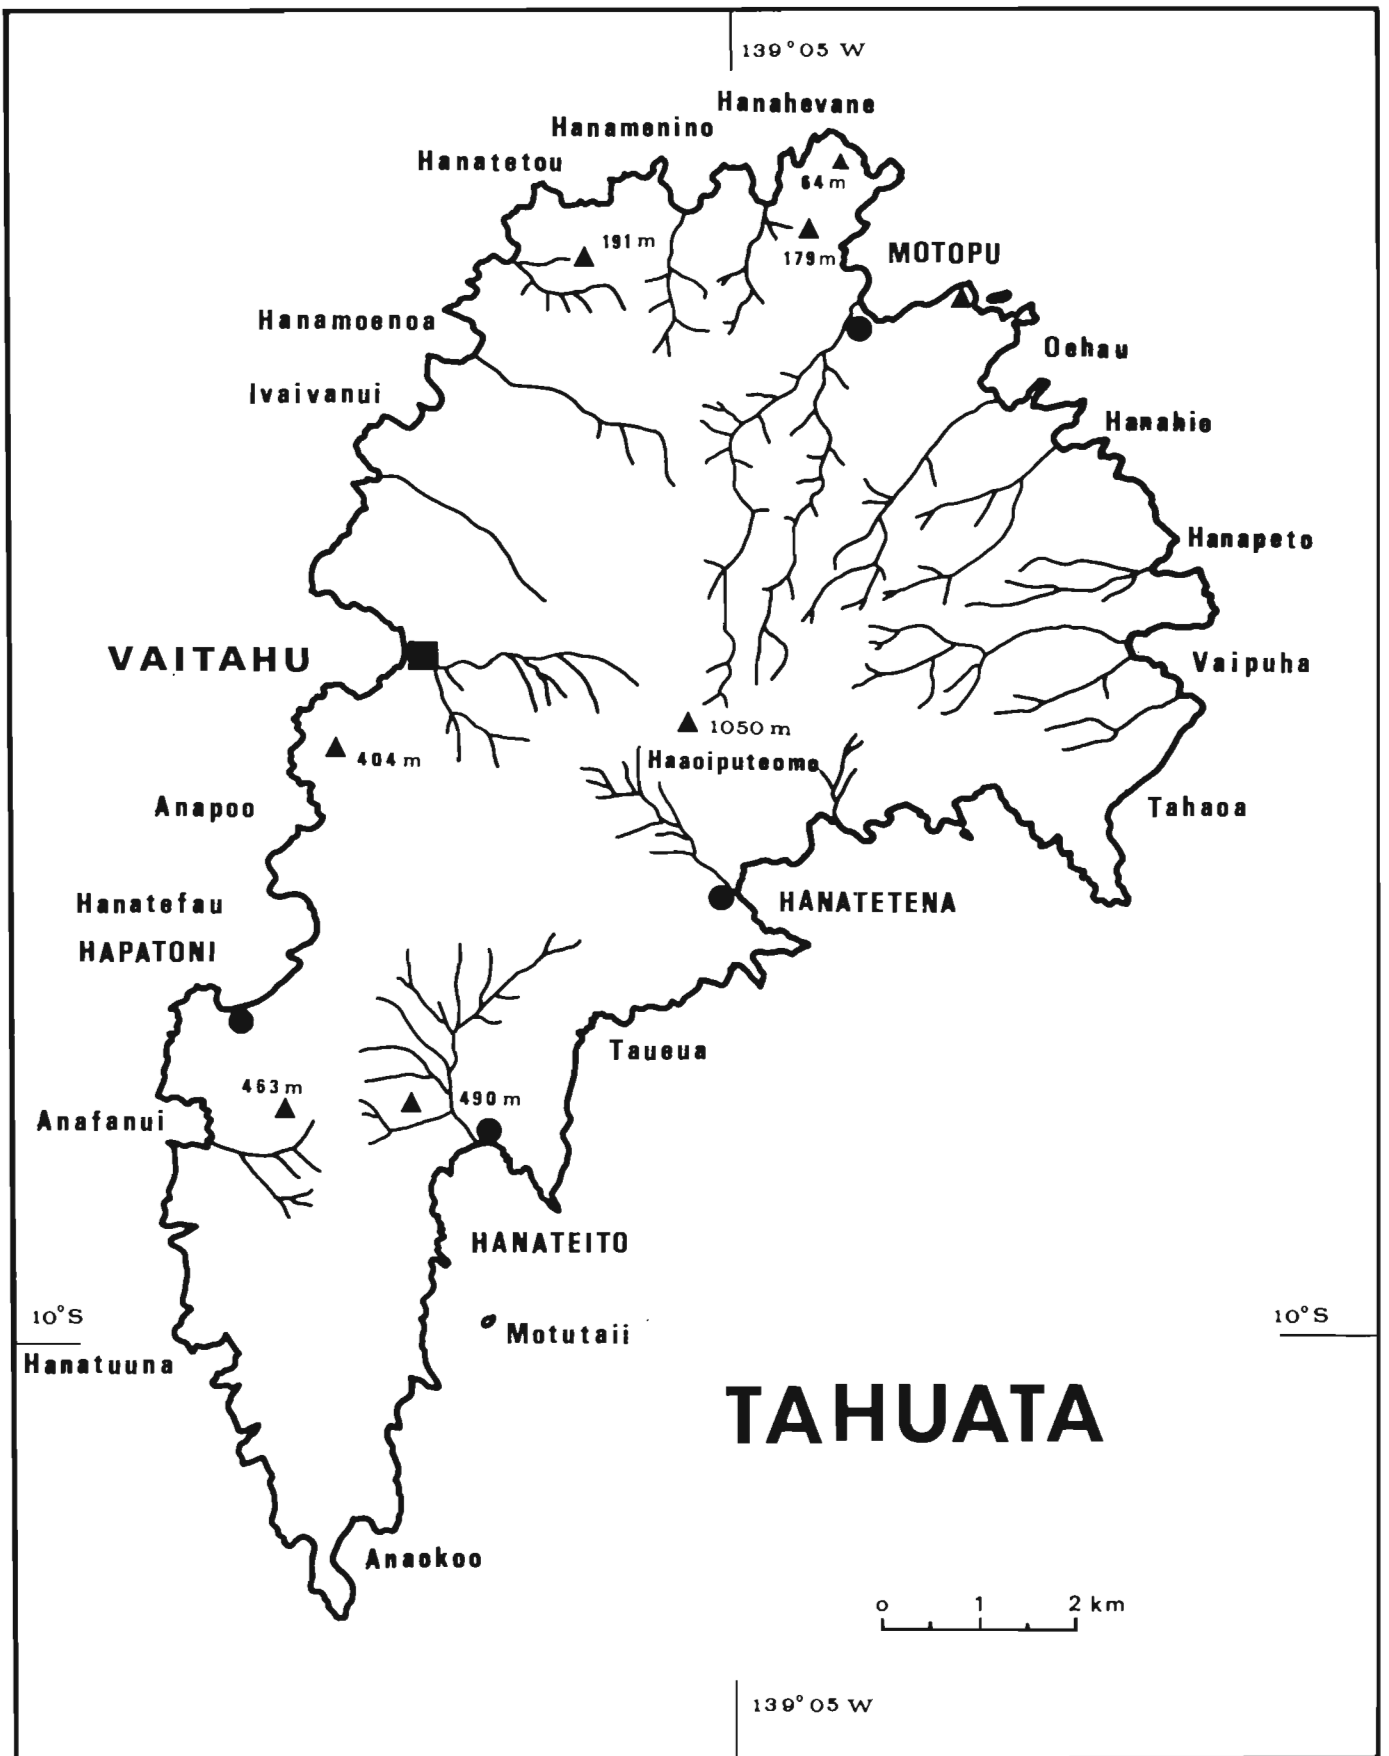 139°05 W
Hanahevane
Hanamenino
Hanatetou
64 m
191 m
179 m
MOTOPU
Hanamoenoa
Oehau
Ivaivanui
Hanahie
Hanapeto
VAITAHU
Vaipuha
1050 m
404 m
Haaoiputeomo
Anapoo
Tahaoa
Hanatefau
HANATETENA
HAPATONI
Taueua
463 m
490 m
Anafanui
HANATEITO
10°S
10°S
Motutaii
Hanatuuna
TAHUATA
Anaokoo
0 1 2 km
139°05 W